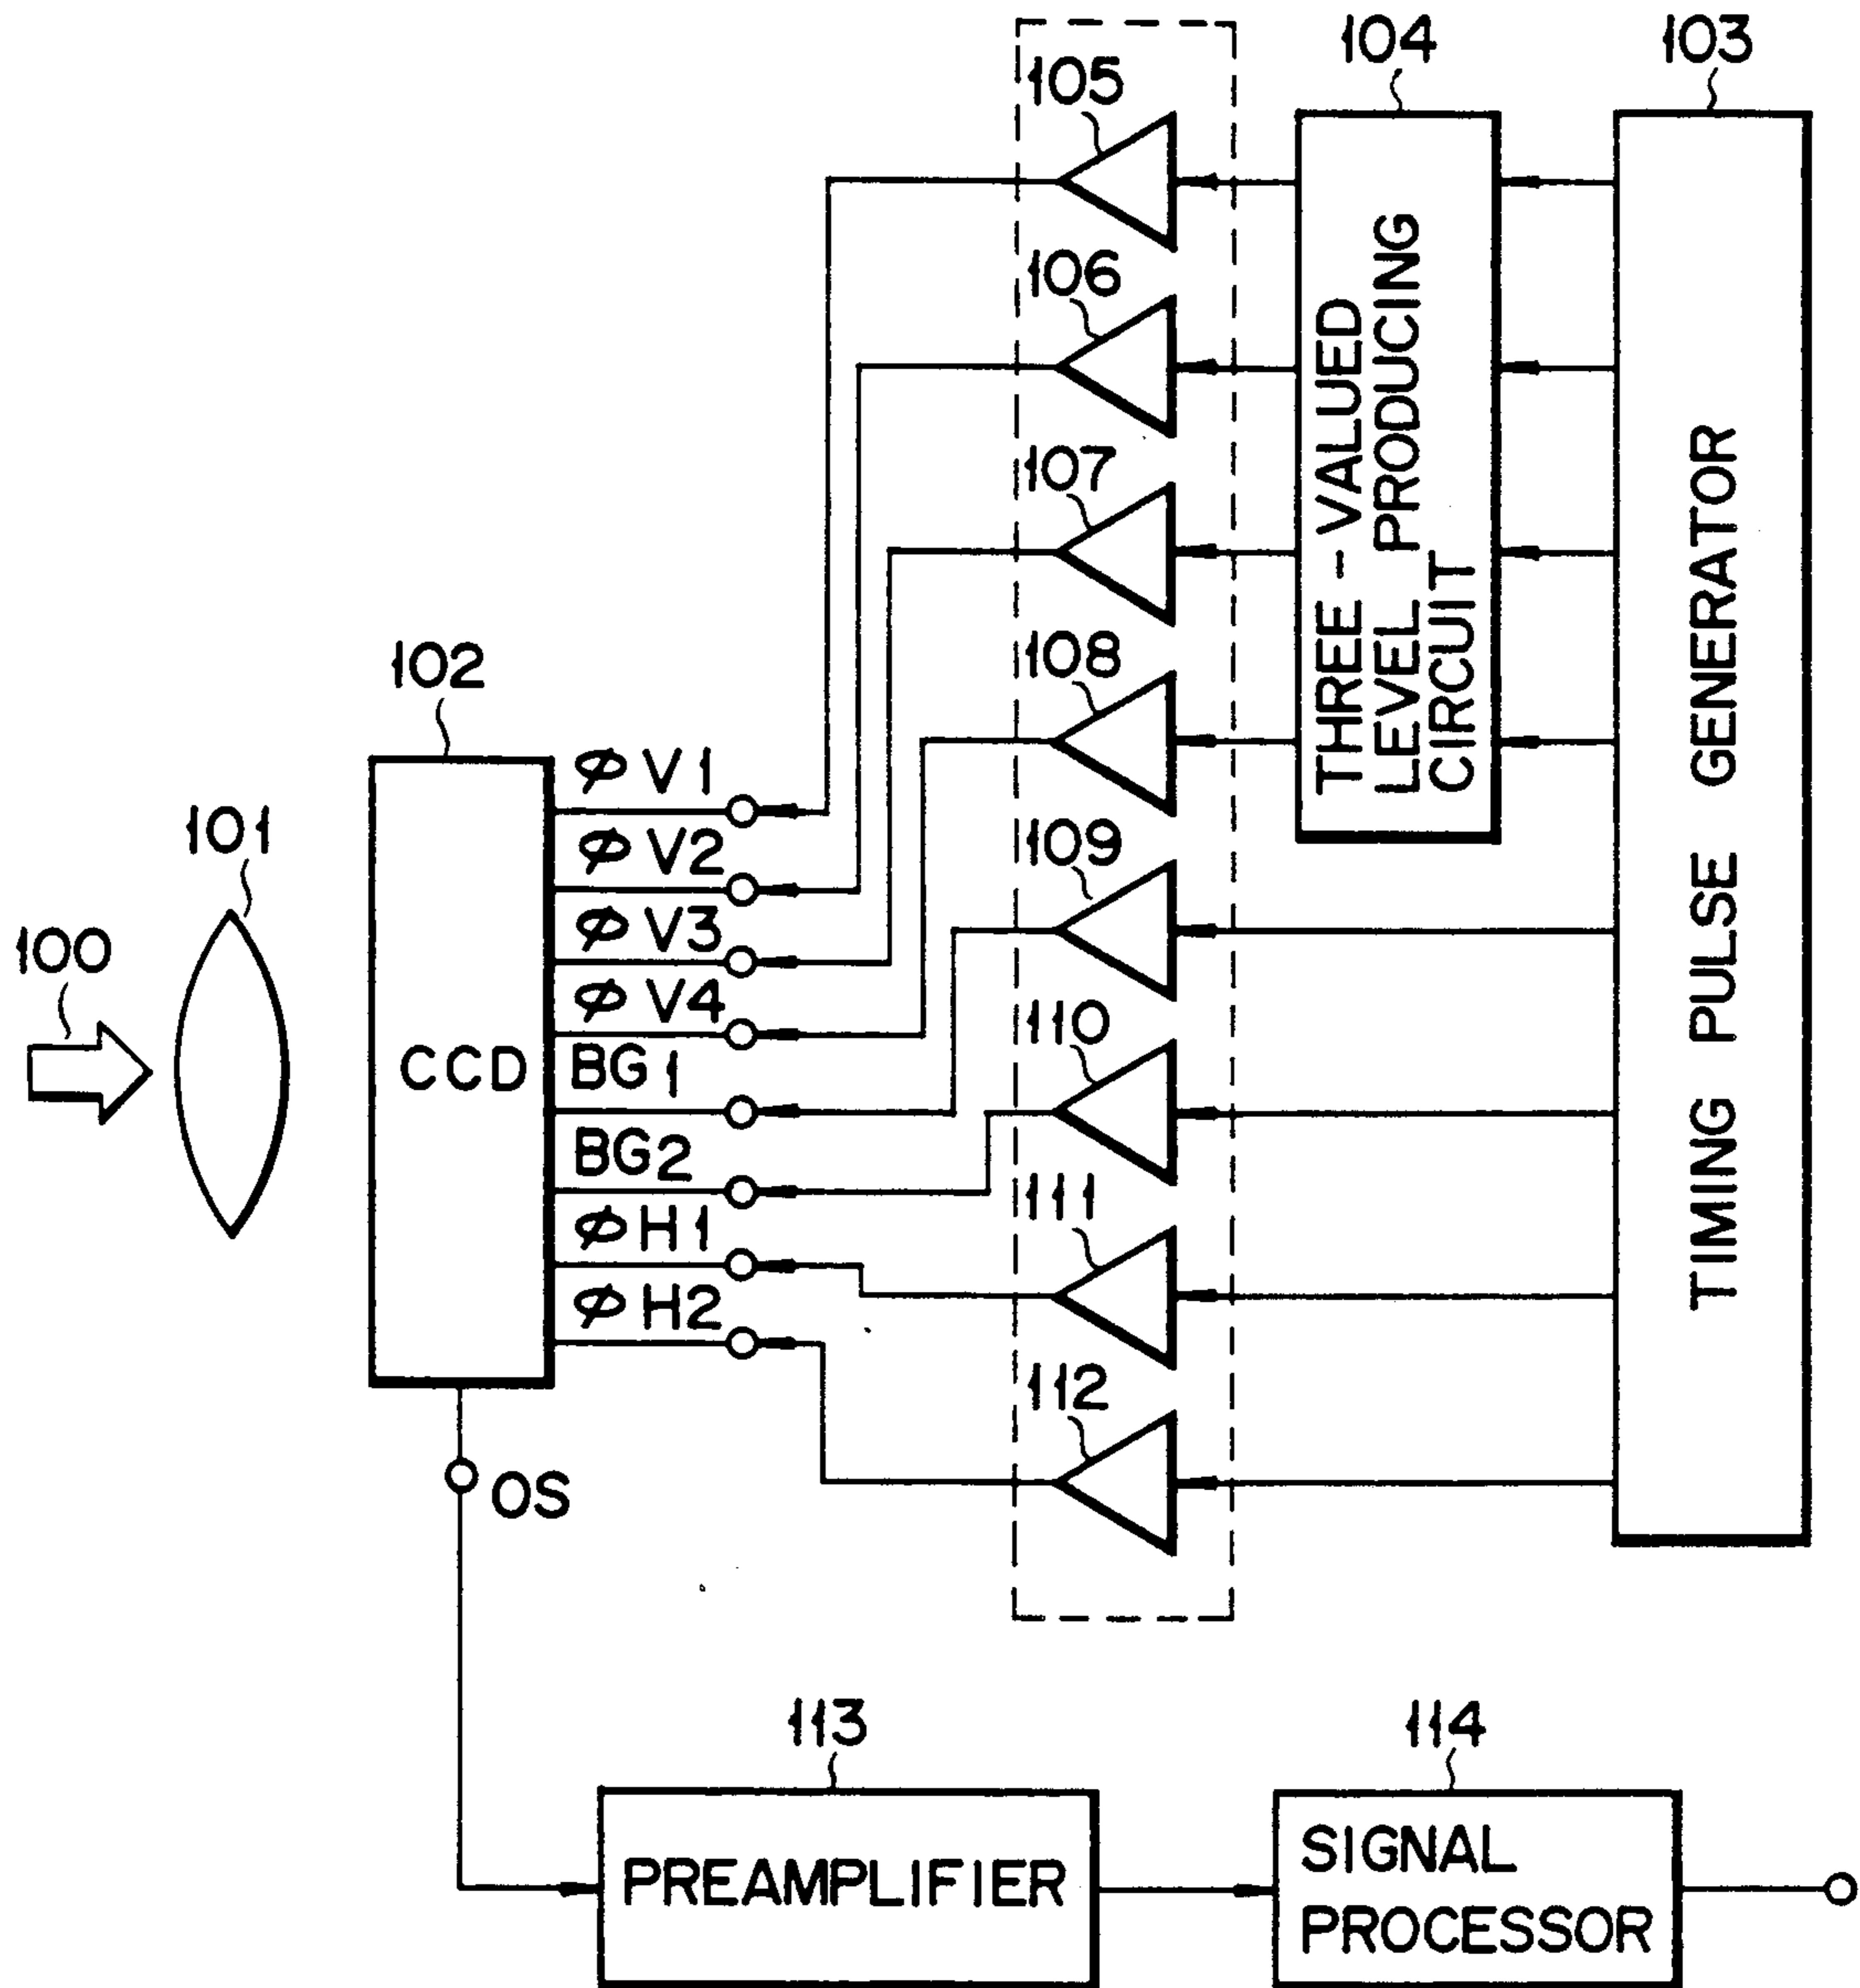 105
104
103
106
107
108
109
110
111
112
THREE - VALUED
LEVEL PRODUCING
CIRCUIT
TIMING PULSE GENERATOR
102
101
100
CCD
φV1
φV2
φV3
φV4
BG1
BG2
φH1
φH2
OS
113
114
PREAMPLIFIER
SIGNAL
PROCESSOR